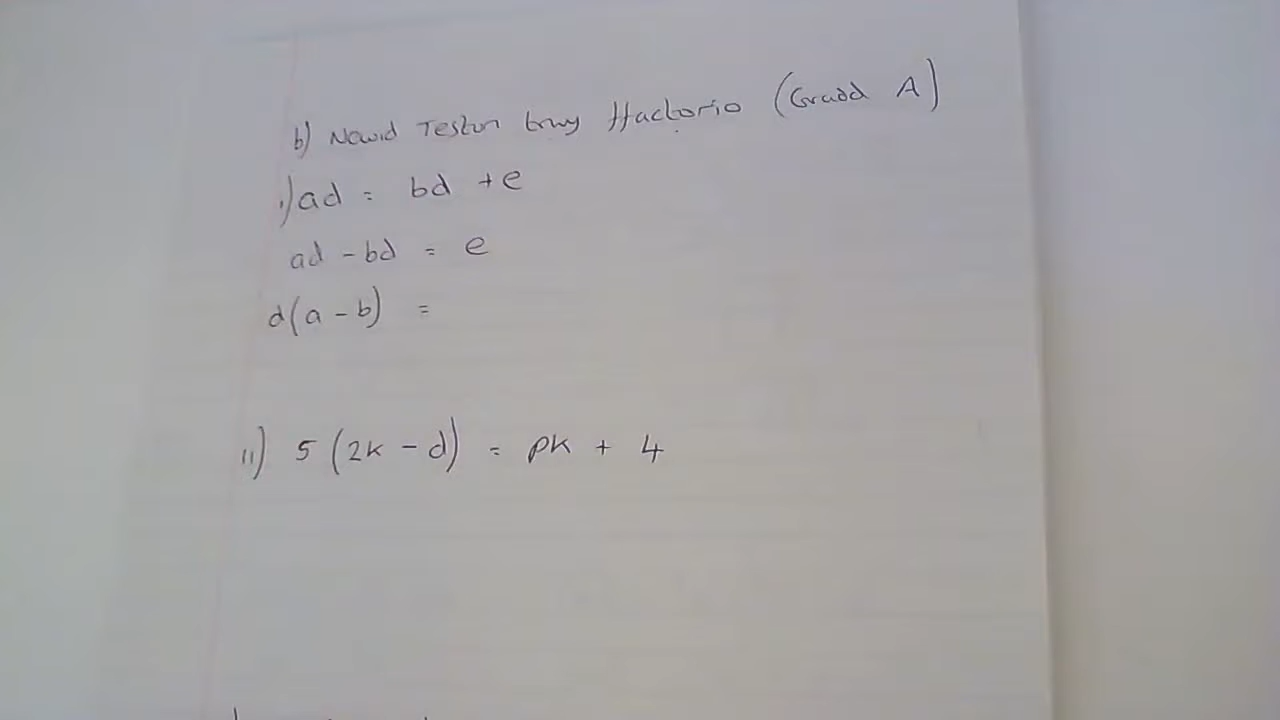 b) Newid Testun trwy Ffactorio (Gradd A)
i) ad = bd + e
ad - bd = e
d(a - b) =
ii) 5(2k - d) = pk + 4